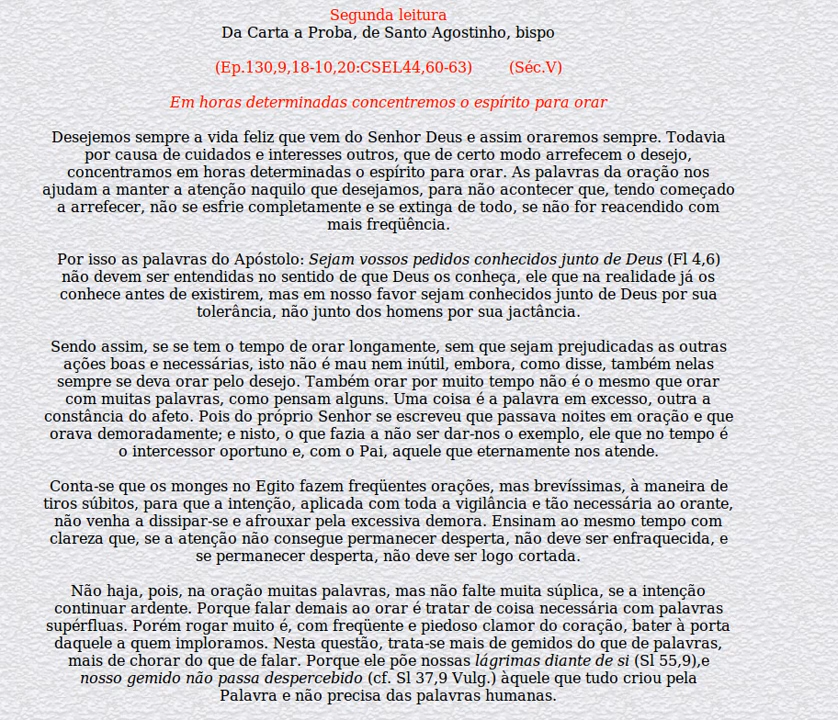 Segunda leitura
Da Carta a Proba, de Santo Agostinho, bispo
(Ep.130,9,18-10,20:CSEL44,60-63) (Séc.V)
Em horas determinadas concentremos o espírito para orar
Desejemos sempre a vida feliz que vem do Senhor Deus e assim oraremos sempre. Todavia
por causa de cuidados e interesses outros, que de certo modo arrefecem o desejo,
concentramos em horas determinadas o espírito para orar. As palavras da oração nos
ajudam a manter a atenção naquilo que desejamos, para não acontecer que, tendo começado
a arrefecer, não se esfrie completamente e se extinga de todo, se não for reacendido com
mais freqüência.
Por isso as palavras do Apóstolo: Sejam vossos pedidos conhecidos junto de Deus (Fl 4,6)
não devem ser entendidas no sentido de que Deus os conheça, ele que na realidade já os
conhece antes de existirem, mas em nosso favor sejam conhecidos junto de Deus por sua
tolerância, não junto dos homens por sua jactância.
Sendo assim, se se tem o tempo de orar longamente, sem que sejam prejudicadas as outras
ações boas e necessárias, isto não é mau nem inútil, embora, como disse, também nelas
sempre se deva orar pelo desejo. Também orar por muito tempo não é o mesmo que orar
com muitas palavras, como pensam alguns. Uma coisa é a palavra em excesso, outra a
constância do afeto. Pois do próprio Senhor se escreveu que passava noites em oração e que
orava demoradamente; e nisto, o que fazia a não ser dar-nos o exemplo, ele que no tempo é
o intercessor oportuno e, com o Pai, aquele que eternamente nos atende.
Conta-se que os monges no Egito fazem freqüentes orações, mas brevíssimas, à maneira de
tiros súbitos, para que a intenção, aplicada com toda a vigilância e tão necessária ao orante,
não venha a dissipar-se e afrouxar pela excessiva demora. Ensinam ao mesmo tempo com
clareza que, se a atenção não consegue permanecer desperta, não deve ser enfraquecida, e
se permanecer desperta, não deve ser logo cortada.
Não haja, pois, na oração muitas palavras, mas não falte muita súplica, se a intenção
continuar ardente. Porque falar demais ao orar é tratar de coisa necessária com palavras
supérfluas. Porém rogar muito é, com freqüente e piedoso clamor do coração, bater à porta
daquele a quem imploramos. Nesta questão, trata-se mais de gemidos do que de palavras,
mais de chorar do que de falar. Porque ele põe nossas lágrimas diante de si (Sl 55,9),e
nosso gemido não passa despercebido (cf. Sl 37,9 Vulg.) àquele que tudo criou pela
Palavra e não precisa das palavras humanas.